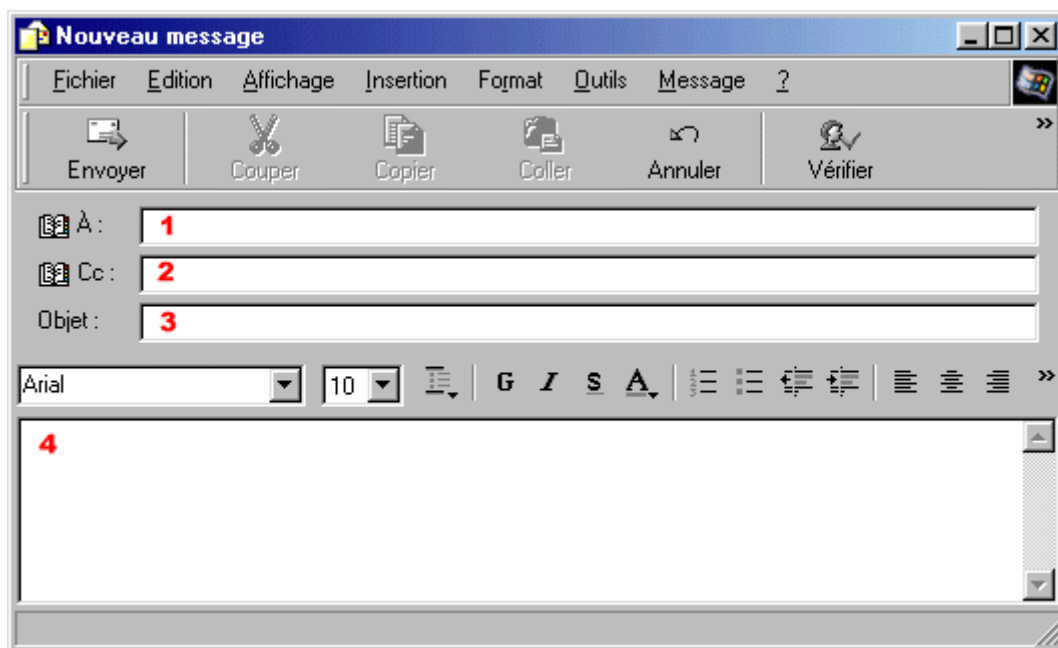 Nouveau message
Fichier Edition Affichage Insertion Format Outils Message ?
Envoyer Couper Copier Coller Annuler Vérifier »
À : 1
Cc : 2
Objet : 3
Arial 10 G I S A »
4